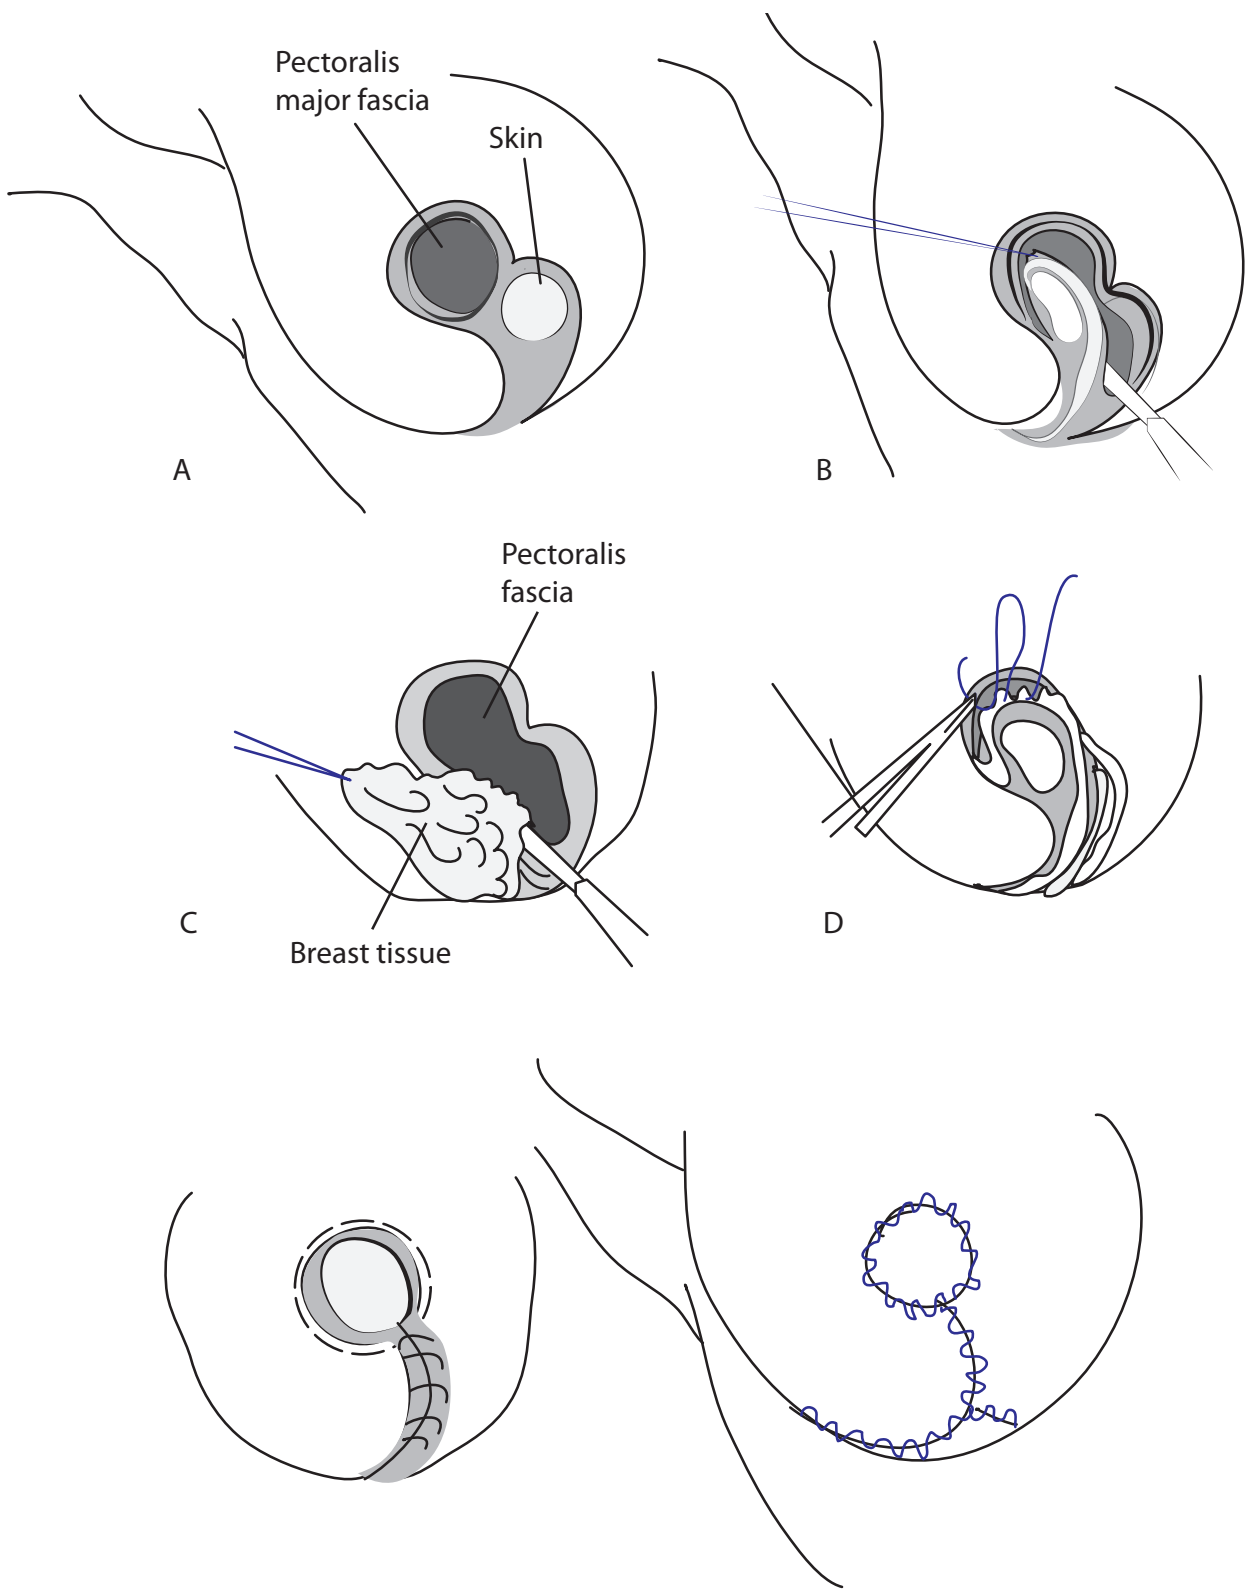 Pectoralis
major fascia
Skin
A
B
Pectoralis
fascia
C
D
Breast tissue